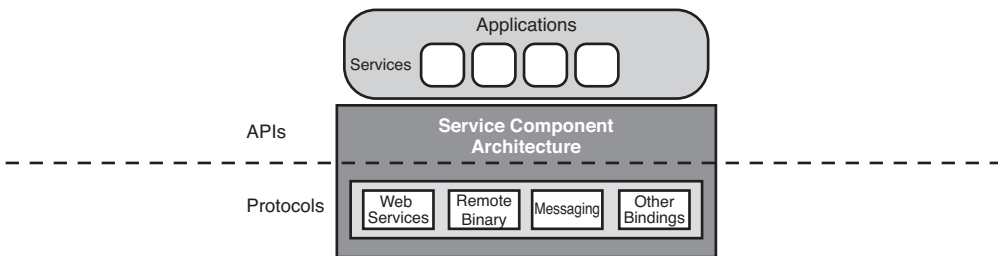 Applications
Services
APIs
Service Component
Architecture
Protocols
Web
Services
Remote
Binary
Messaging
Other
Bindings